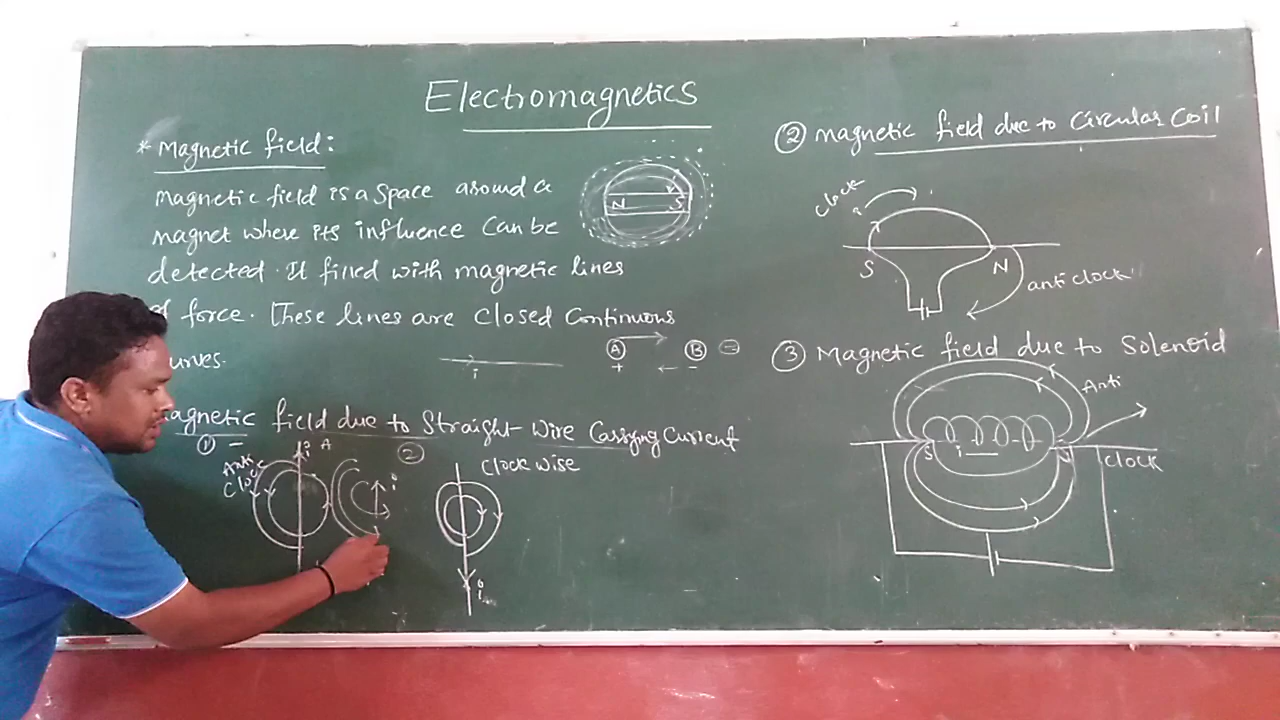 Electromagnetics
* Magnetic field:
Magnetic field is a Space around a
magnet where its influence Can be
detected. It filled with magnetic lines
of force. These lines are closed Continuous
urves.
N S
i
A B
+ ← -
agnetic field due to Straight-wire Carrying Current
① - ②
Anti
Clock
i A
i
Clock wise
i
② magnetic field due to Circular Coil
Clock
S N
anti clock
③ Magnetic field due to Solenoid
Anti
S i N
clock